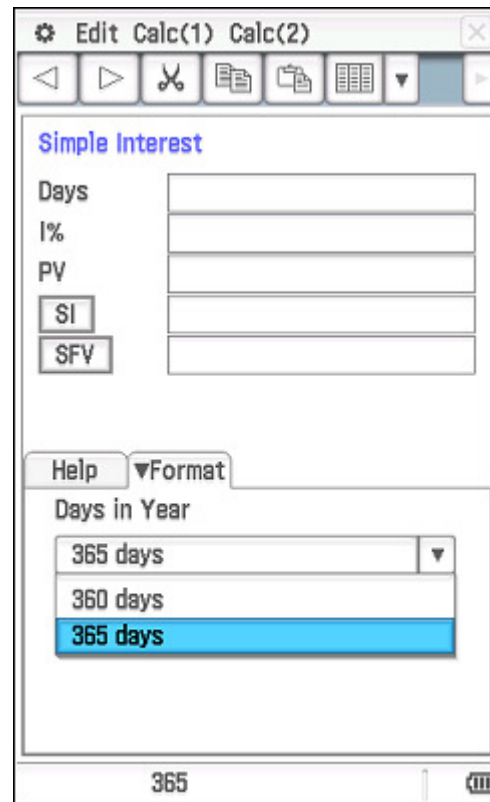 Edit Calc(1) Calc(2)
Simple Interest
Days
I%
PV
SI
SFV
Help ▼Format
Days in Year
365 days
360 days
365 days
365